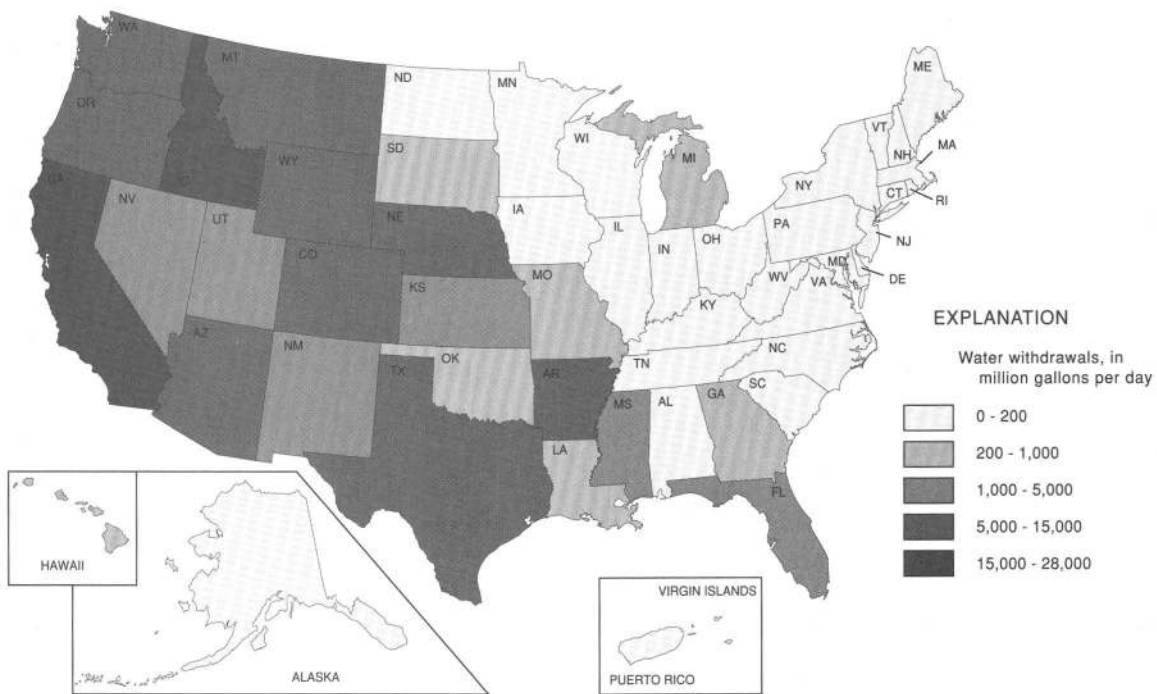 WA
MT
ND
MN
ME
OR
ID
WY
SD
WI
MI
VT
NH
MA
NY
CT
RI
CA
NV
UT
NE
IA
IL
IN
OH
PA
NJ
CO
KS
MO
WV
MD
VA
DE
KY
AZ
NM
OK
TX
AR
TN
NC
SC
MS
AL
GA
LA
FL
EXPLANATION
Water withdrawals, in
million gallons per day
0 - 200
200 - 1,000
1,000 - 5,000
5,000 - 15,000
15,000 - 28,000
HAWAII
ALASKA
VIRGIN ISLANDS
PUERTO RICO